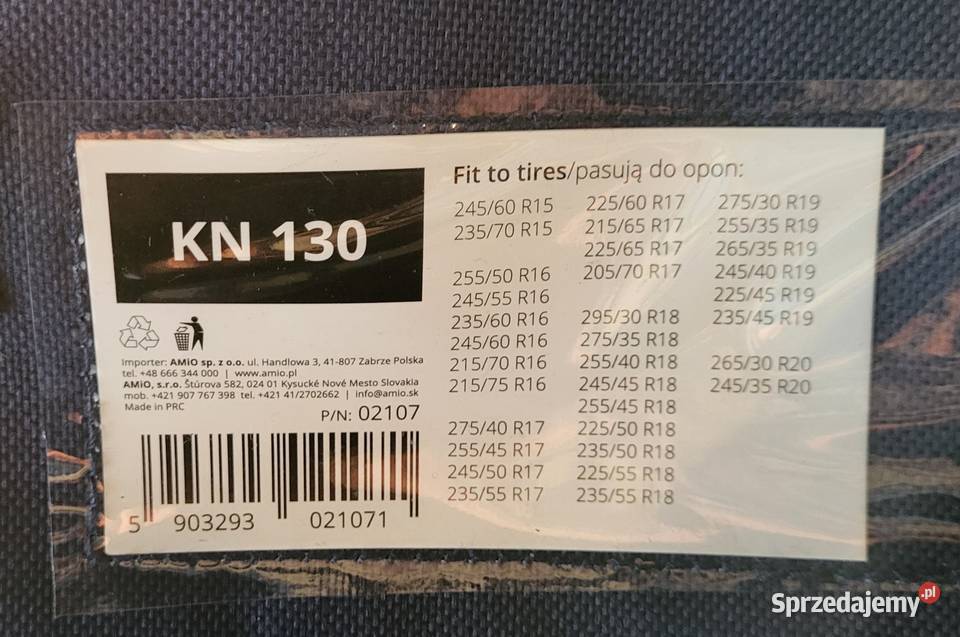 KN 130
Importer: AMiO sp. z o.o. ul. Handlowa 3, 41-807 Zabrze Polska
tel. +48 666 344 000 | www.amio.pl
AMiO, s.r.o. Štúrova 582, 024 01 Kysucké Nové Mesto Slovakia
mob. +421 907 767 398 tel. +421 41/2702662 | info@amio.sk
Made in PRC
P/N: 02107
5 903293 021071
Fit to tires/pasują do opon:
245/60 R15
235/70 R15
255/50 R16
245/55 R16
235/60 R16
245/60 R16
215/70 R16
215/75 R16
275/40 R17
255/45 R17
245/50 R17
235/55 R17
225/60 R17
215/65 R17
225/65 R17
205/70 R17
295/30 R18
275/35 R18
255/40 R18
245/45 R18
255/45 R18
225/50 R18
235/50 R18
225/55 R18
235/55 R18
275/30 R19
255/35 R19
265/35 R19
245/40 R19
225/45 R19
235/45 R19
265/30 R20
245/35 R20
Sprzedajemy.pl